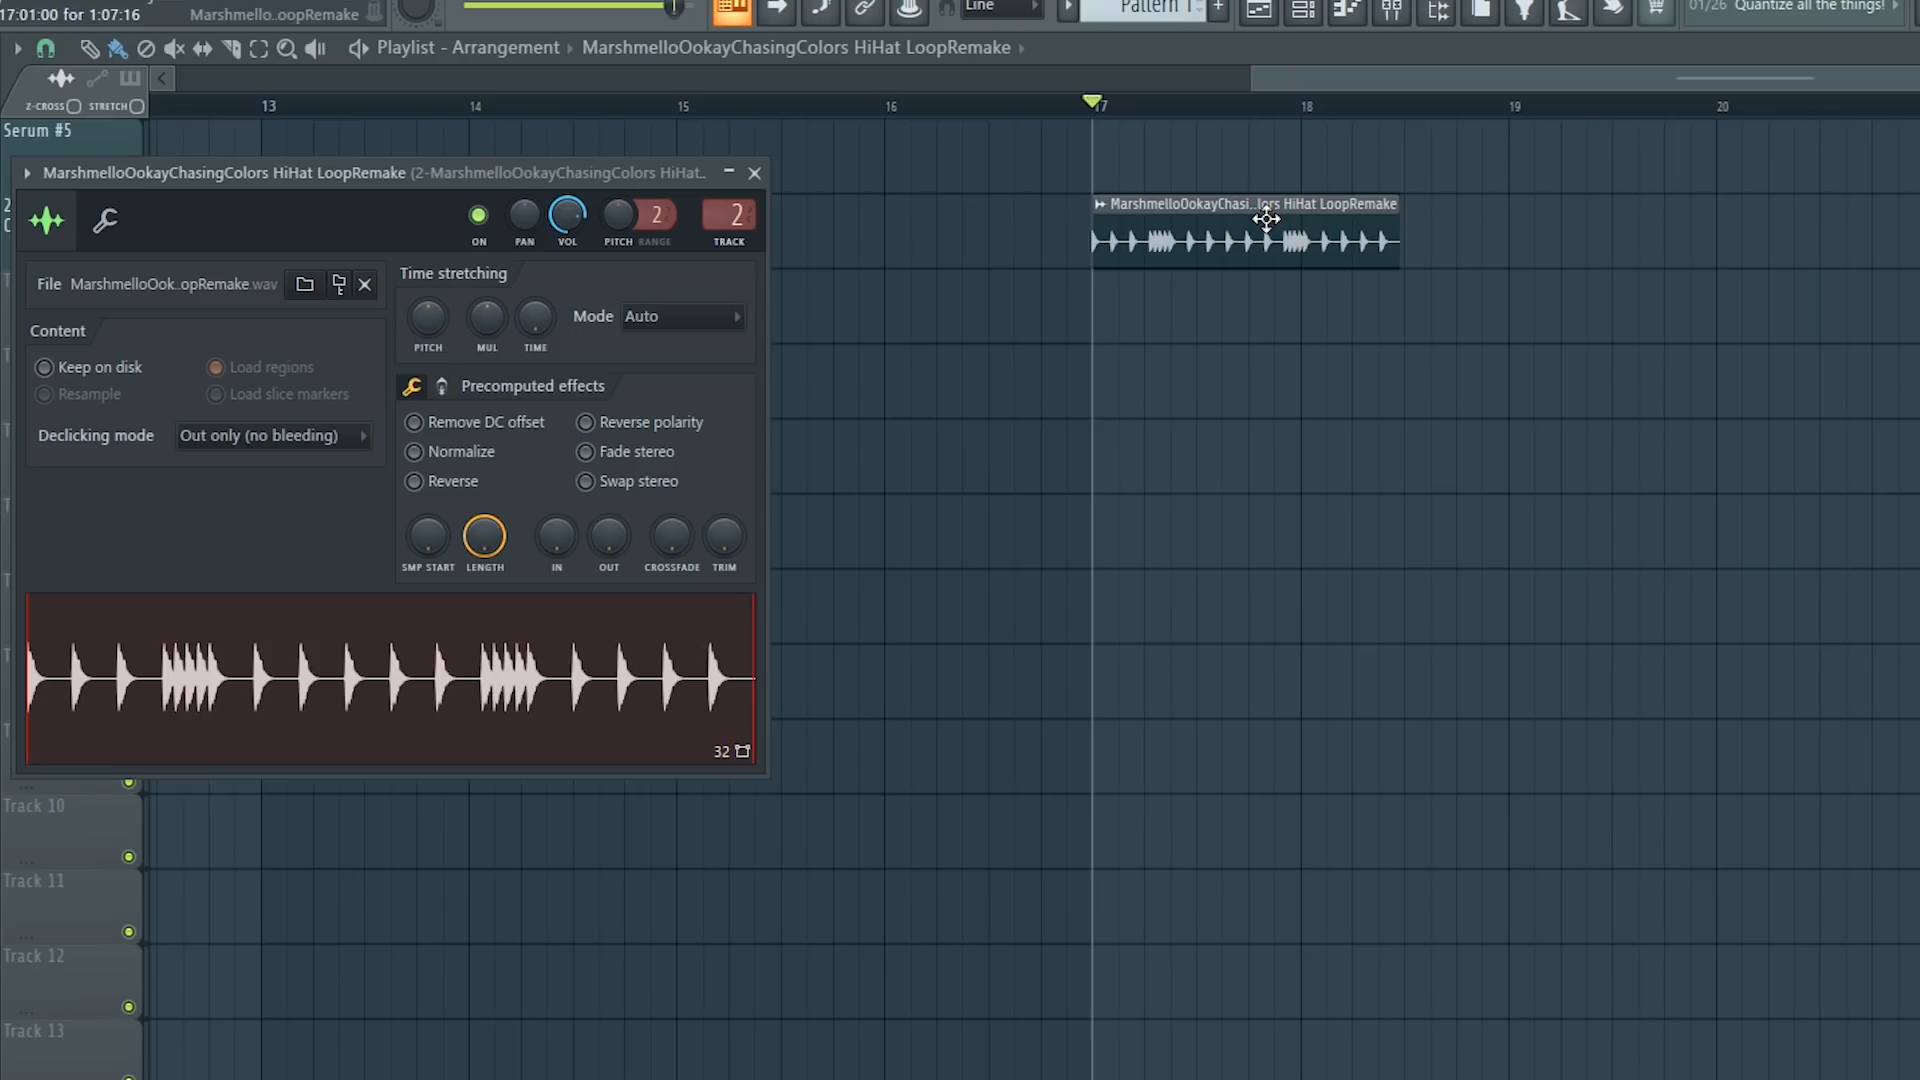 17:01:00 for 1:07:16
Marshmello..oopRemake
Line
Pattern 1
01/26 Quantize all the things!
Playlist - Arrangement MarshmelloOokayChasingColors HiHat LoopRemake
Z-CROSS STRETCH
13 14 15 16 17 18 19 20
Serum #5
MarshmelloOokayChasingColors HiHat LoopRemake (2-MarshmelloOokayChasingColors HiHat..
MarshmelloOokayChasi..lors HiHat LoopRemake
2 2
ON PAN VOL PITCH RANGE TRACK
File MarshmelloOok..opRemake.wav
Time stretching
Mode Auto
PITCH MUL TIME
Content
Keep on disk Load regions
Resample Load slice markers
Declicking mode Out only (no bleeding)
Precomputed effects
Remove DC offset Reverse polarity
Normalize Fade stereo
Reverse Swap stereo
SMP START LENGTH IN OUT CROSSFADE TRIM
32
Track 10
Track 11
Track 12
Track 13